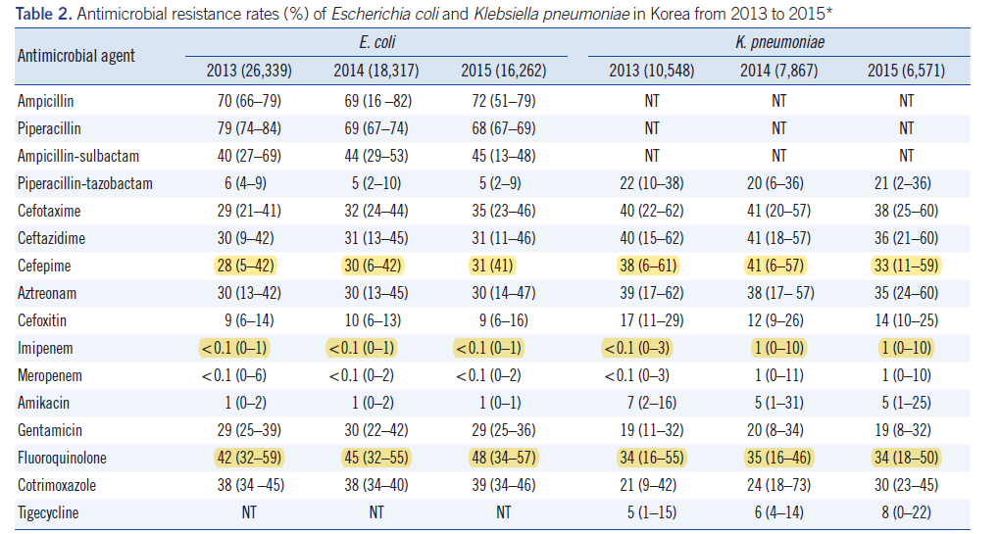 Table 2. Antimicrobial resistance rates (%) of Escherichia coli and Klebsiella pneumoniae in Korea from 2013 to 2015*
Antimicrobial agent E. coli K. pneumoniae
2013 (26,339) 2014 (18,317) 2015 (16,262) 2013 (10,548) 2014 (7,867) 2015 (6,571)
Ampicillin 70 (66–79) 69 (16 –82) 72 (51–79) NT NT NT
Piperacillin 79 (74–84) 69 (67–74) 68 (67–69) NT NT NT
Ampicillin-sulbactam 40 (27–69) 44 (29–53) 45 (13–48) NT NT NT
Piperacillin-tazobactam 6 (4–9) 5 (2–10) 5 (2–9) 22 (10–38) 20 (6–36) 21 (2–36)
Cefotaxime 29 (21–41) 32 (24–44) 35 (23–46) 40 (22–62) 41 (20–57) 38 (25–60)
Ceftazidime 30 (9–42) 31 (13–45) 31 (11–46) 40 (15–62) 41 (18–57) 36 (21–60)
Cefepime 28 (5–42) 30 (6–42) 31 (41) 38 (6–61) 41 (6–57) 33 (11–59)
Aztreonam 30 (13–42) 30 (13–45) 30 (14–47) 39 (17–62) 38 (17– 57) 35 (24–60)
Cefoxitin 9 (6–14) 10 (6–13) 9 (6–16) 17 (11–29) 12 (9–26) 14 (10–25)
Imipenem <0.1 (0–1) <0.1 (0–1) <0.1 (0–1) <0.1 (0–3) 1 (0–10) 1 (0–10)
Meropenem <0.1 (0–6) <0.1 (0–2) <0.1 (0–2) <0.1 (0–3) 1 (0–11) 1 (0–10)
Amikacin 1 (0–2) 1 (0–2) 1 (0–1) 7 (2–16) 5 (1–31) 5 (1–25)
Gentamicin 29 (25–39) 30 (22–42) 29 (25–36) 19 (11–32) 20 (8–34) 19 (8–32)
Fluoroquinolone 42 (32–59) 45 (32–55) 48 (34–57) 34 (16–55) 35 (16–46) 34 (18–50)
Cotrimoxazole 38 (34 –45) 38 (34–40) 39 (34–46) 21 (9–42) 24 (18–73) 30 (23–45)
Tigecycline NT NT NT 5 (1–15) 6 (4–14) 8 (0–22)